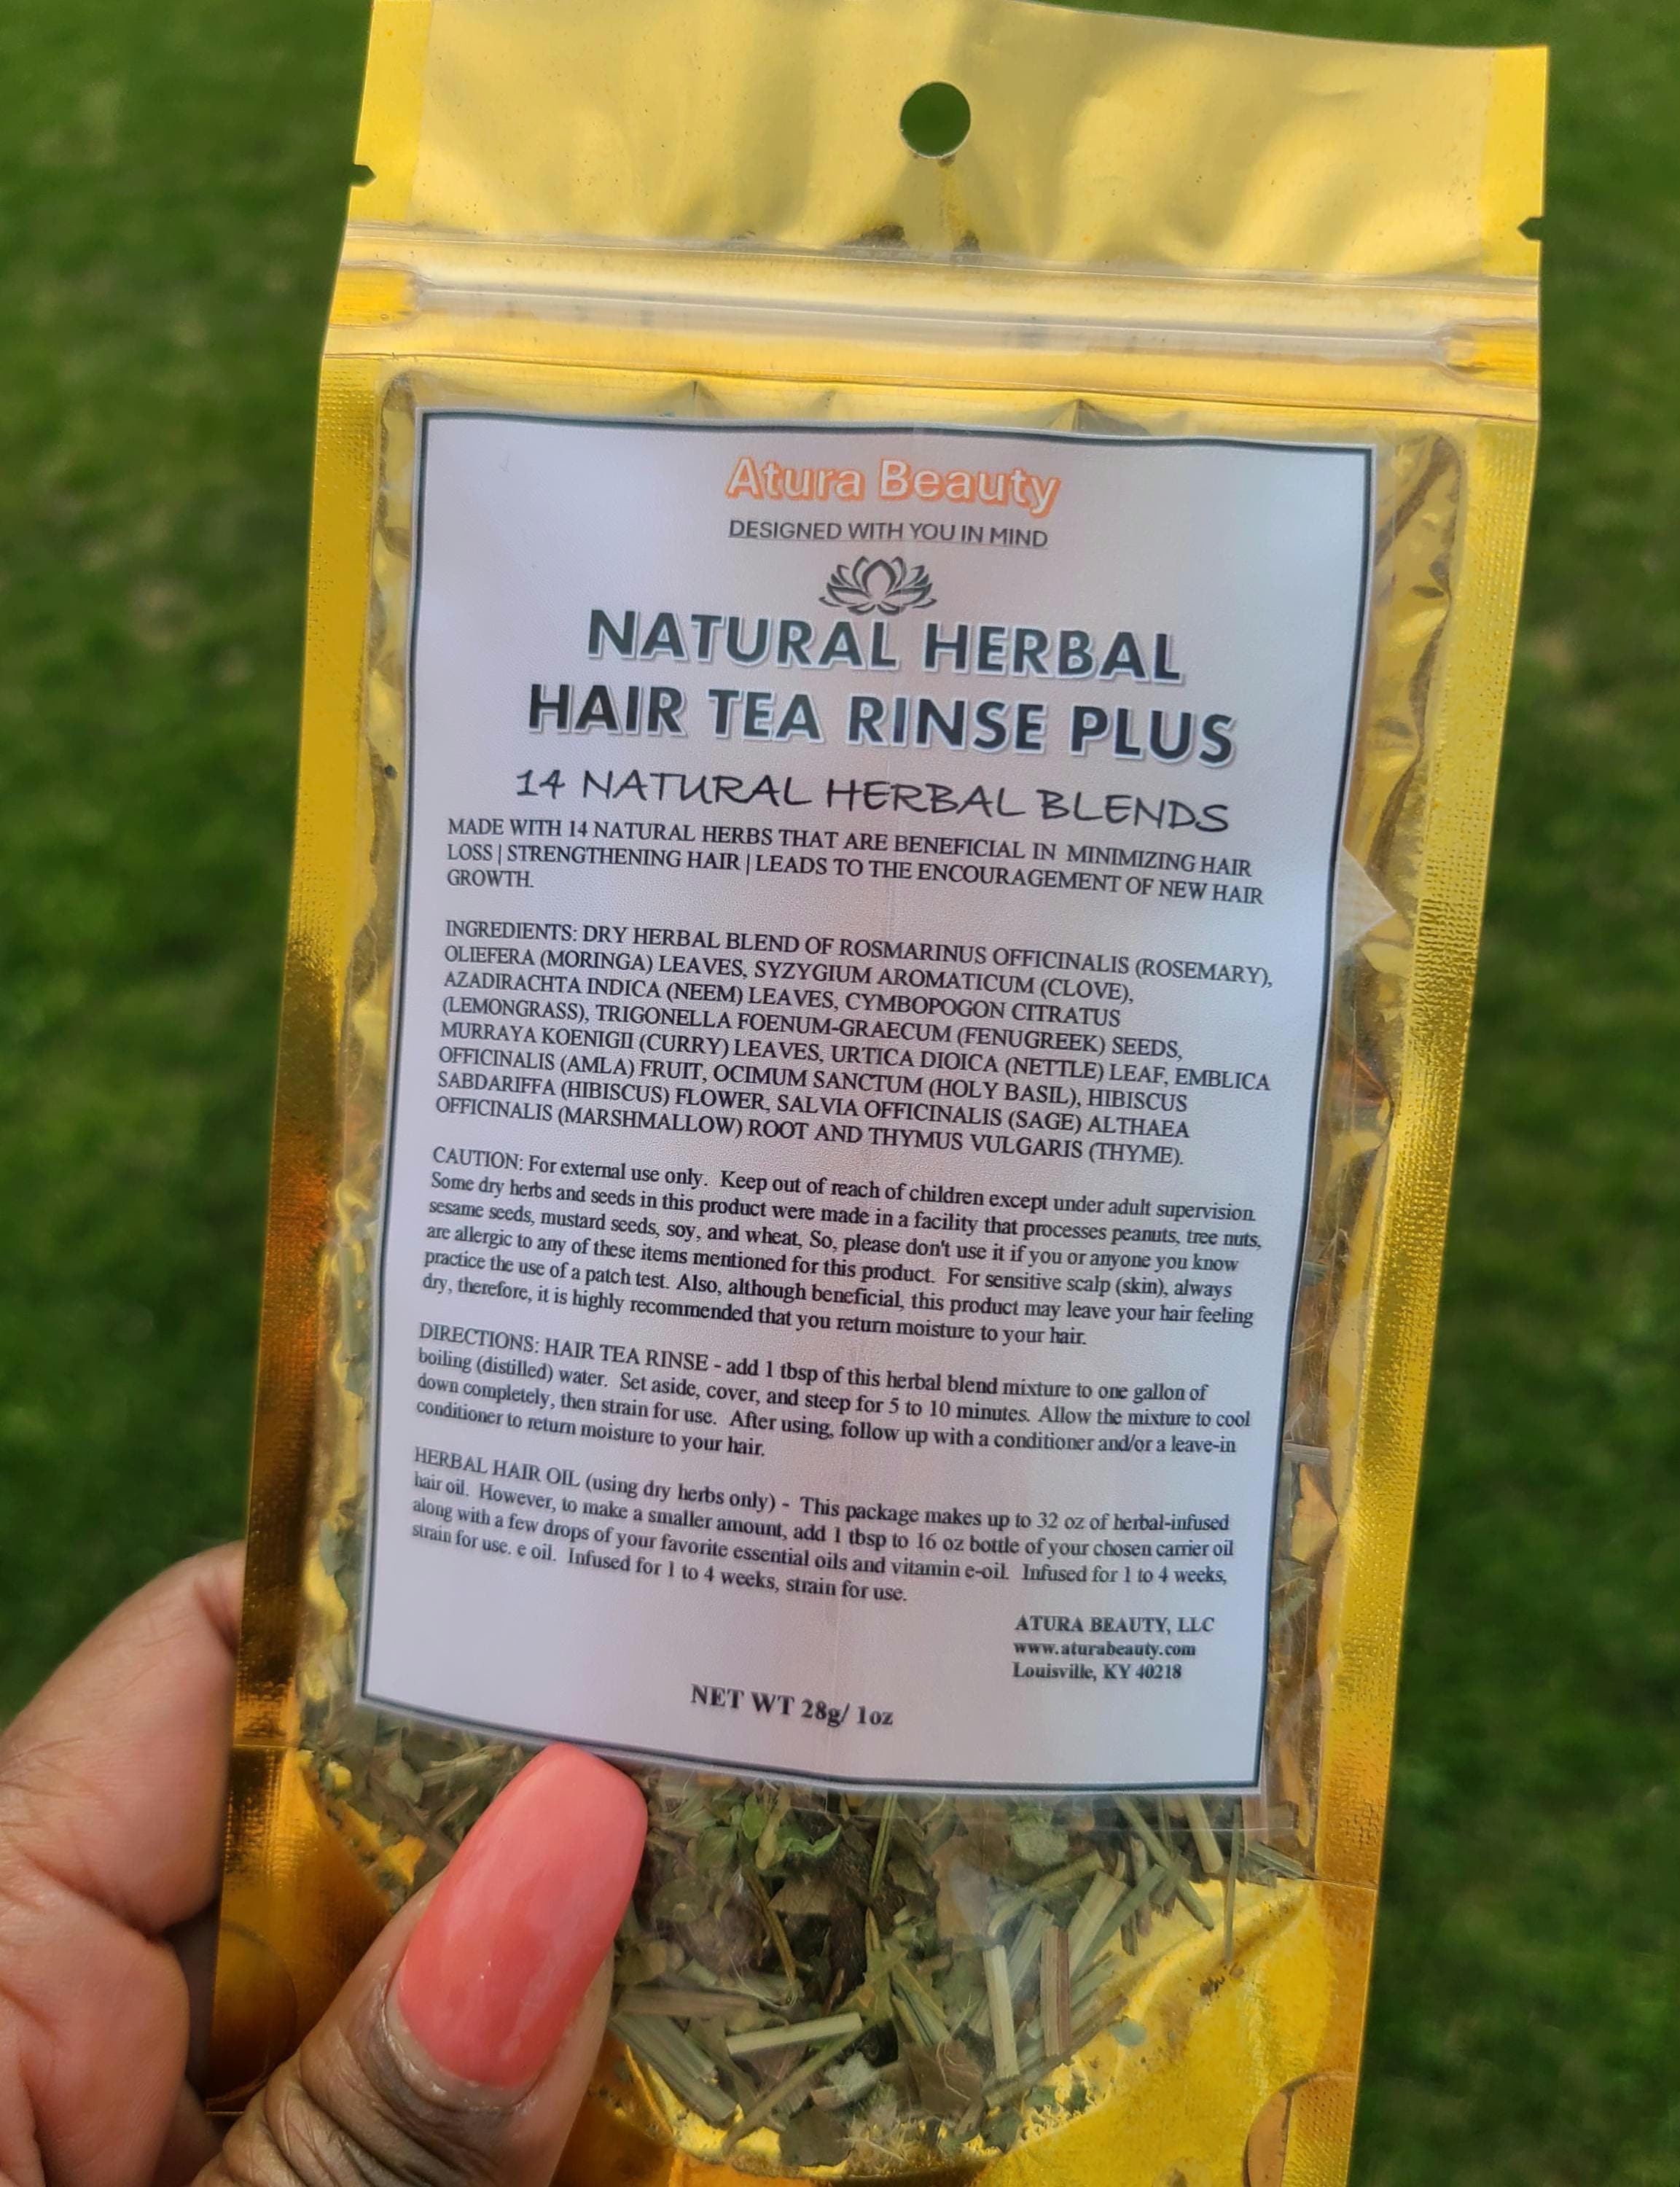 Atura Beauty
DESIGNED WITH YOU IN MIND
NATURAL HERBAL
HAIR TEA RINSE PLUS
14 NATURAL HERBAL BLENDS
MADE WITH 14 NATURAL HERBS THAT ARE BENEFICIAL IN MINIMIZING HAIR
LOSS | STRENGTHENING HAIR | LEADS TO THE ENCOURAGEMENT OF NEW HAIR
GROWTH.
INGREDIENTS: DRY HERBAL BLEND OF ROSMARINUS OFFICINALIS (ROSEMARY),
OLIEFERA (MORINGA) LEAVES, SYZYGIUM AROMATICUM (CLOVE),
AZADIRACHTA INDICA (NEEM) LEAVES, CYMBOPOGON CITRATUS
(LEMONGRASS), TRIGONELLA FOENUM-GRAECUM (FENUGREEK) SEEDS,
MURRAYA KOENIGII (CURRY) LEAVES, URTICA DIOICA (NETTLE) LEAF, EMBLICA
OFFICINALIS (AMLA) FRUIT, OCIMUM SANCTUM (HOLY BASIL), HIBISCUS
SABDARIFFA (HIBISCUS) FLOWER, SALVIA OFFICINALIS (SAGE) ALTHAEA
OFFICINALIS (MARSHMALLOW) ROOT AND THYMUS VULGARIS (THYME).
CAUTION: For external use only. Keep out of reach of children except under adult supervision.
Some dry herbs and seeds in this product were made in a facility that processes peanuts, tree nuts,
sesame seeds, mustard seeds, soy, and wheat, So, please don't use it if you or anyone you know
are allergic to any of these items mentioned for this product. For sensitive scalp (skin), always
practice the use of a patch test. Also, although beneficial, this product may leave your hair feeling
dry, therefore, it is highly recommended that you return moisture to your hair.
DIRECTIONS: HAIR TEA RINSE - add 1 tbsp of this herbal blend mixture to one gallon of
boiling (distilled) water. Set aside, cover, and steep for 5 to 10 minutes. Allow the mixture to cool
down completely, then strain for use. After using, follow up with a conditioner and/or a leave-in
conditioner to return moisture to your hair.
HERBAL HAIR OIL (using dry herbs only) - This package makes up to 32 oz of herbal-infused
hair oil. However, to make a smaller amount, add 1 tbsp to 16 oz bottle of your chosen carrier oil
along with a few drops of your favorite essential oils and vitamin e-oil. Infused for 1 to 4 weeks,
strain for use. e oil. Infused for 1 to 4 weeks, strain for use.
ATURA BEAUTY, LLC
www.aturabeauty.com
Louisville, KY 40218
NET WT 28g/ 1oz